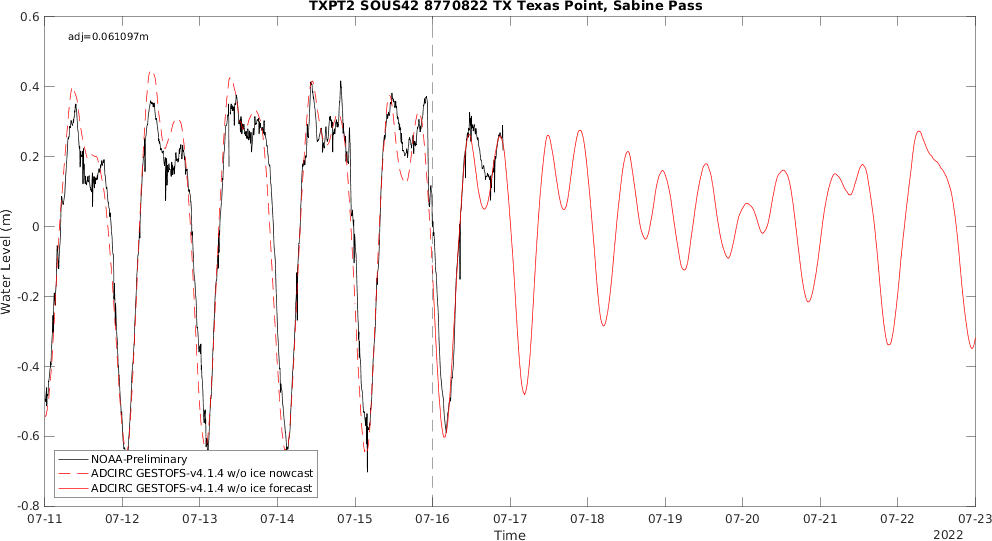 TXPT2 SOUS42 8770822 TX Texas Point, Sabine Pass
adj=0.061097m
0.6
0.4
0.2
0
-0.2
-0.4
-0.6
-0.8
Water Level (m)
NOAA-Preliminary
ADCIRC GESTOFS-v4.1.4 w/o ice nowcast
ADCIRC GESTOFS-v4.1.4 w/o ice forecast
07-11 07-12 07-13 07-14 07-15 07-16 07-17 07-18 07-19 07-20 07-21 07-22 07-23
Time
2022